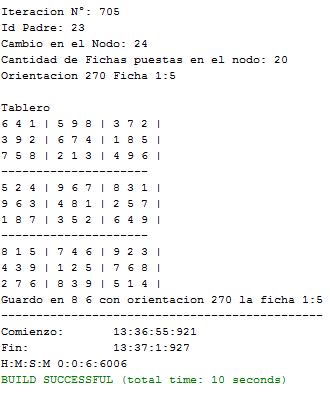 Iteracion N°: 705
Id Padre: 23
Cambio en el Nodo: 24
Cantidad de Fichas puestas en el nodo: 20
Orientacion 270 Ficha 1:5
Tablero
6 4 1 | 5 9 8 | 3 7 2 |
3 9 2 | 6 7 4 | 1 8 5 |
7 5 8 | 2 1 3 | 4 9 6 |
---------------------
5 2 4 | 9 6 7 | 8 3 1 |
9 6 3 | 4 8 1 | 2 5 7 |
1 8 7 | 3 5 2 | 6 4 9 |
---------------------
8 1 5 | 7 4 6 | 9 2 3 |
4 3 9 | 1 2 5 | 7 6 8 |
2 7 6 | 8 3 9 | 5 1 4 |
Guardo en 8 6 con orientacion 270 la ficha 1:5
---------------------------------------------------------
Comienzo: 13:36:55:921
Fin: 13:37:1:927
H:M:S:M 0:0:6:6006
BUILD SUCCESSFUL (total time: 10 seconds)